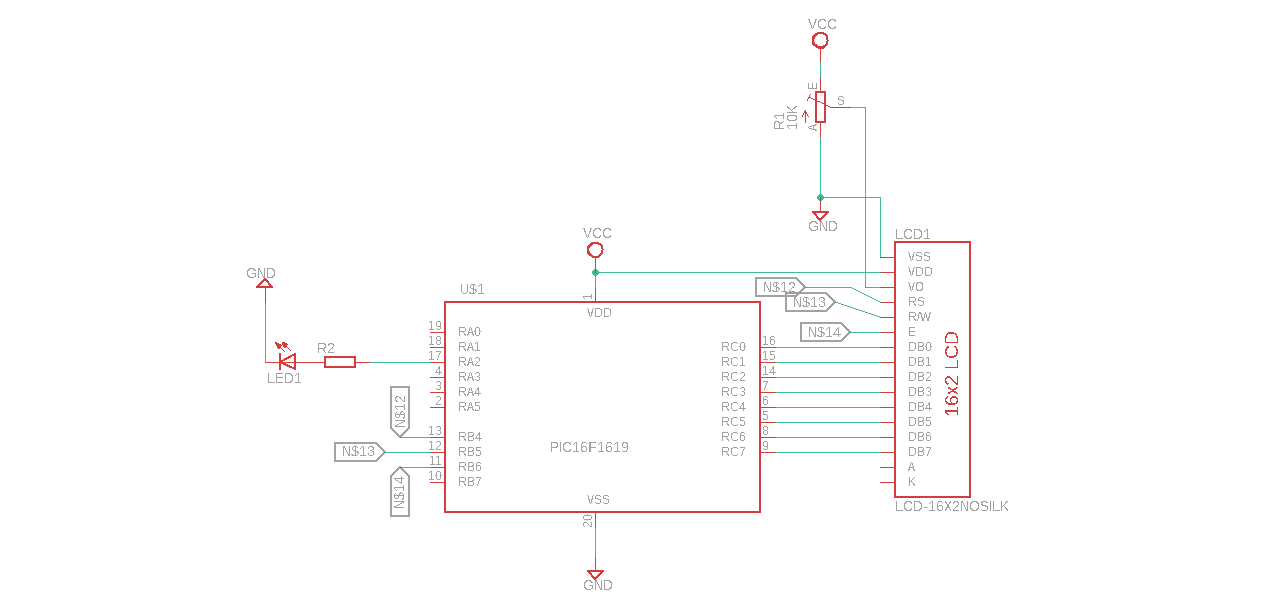 VCC
E
S
R1
10K
A
GND
VCC
LCD1
GND
U$1
1
VDD
N$12
N$13
N$14
VSS
VDD
VO
RS
R/W
E
DB0
DB1
DB2
DB3
DB4
DB5
DB6
DB7
A
K
16x2 LCD
LCD-16X2NOSILK
R2
LED1
19 RA0
18 RA1
17 RA2
4 RA3
3 RA4
2 RA5
13 RB4
12 RB5
11 RB6
10 RB7
N$12
N$13
N$14
PIC16F1619
RC0 16
RC1 15
RC2 14
RC3 7
RC4 6
RC5 5
RC6 8
RC7 9
VSS
20
GND